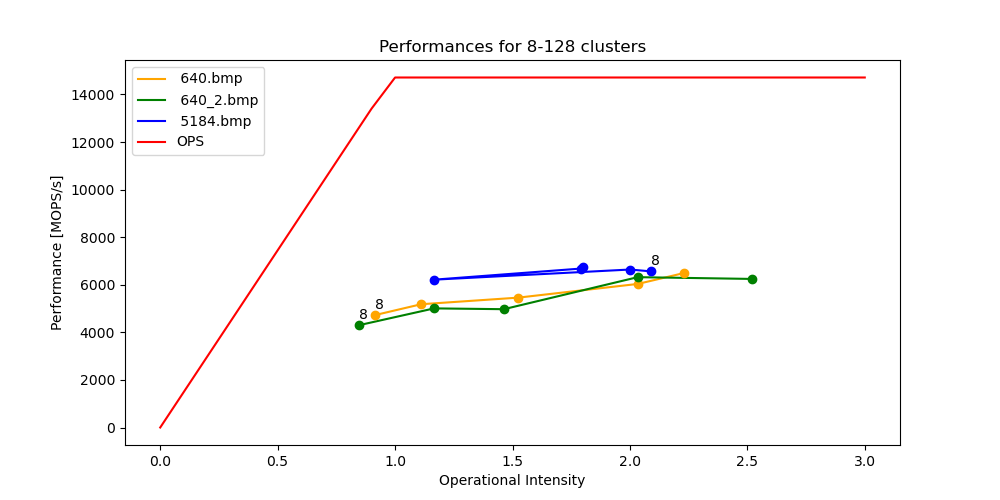 Performances for 8-128 clusters
640.bmp
640_2.bmp
5184.bmp
OPS
Performance [MOPS/s]
14000
12000
10000
8000
6000
4000
2000
0
8
8
8
0.0 0.5 1.0 1.5 2.0 2.5 3.0
Operational Intensity